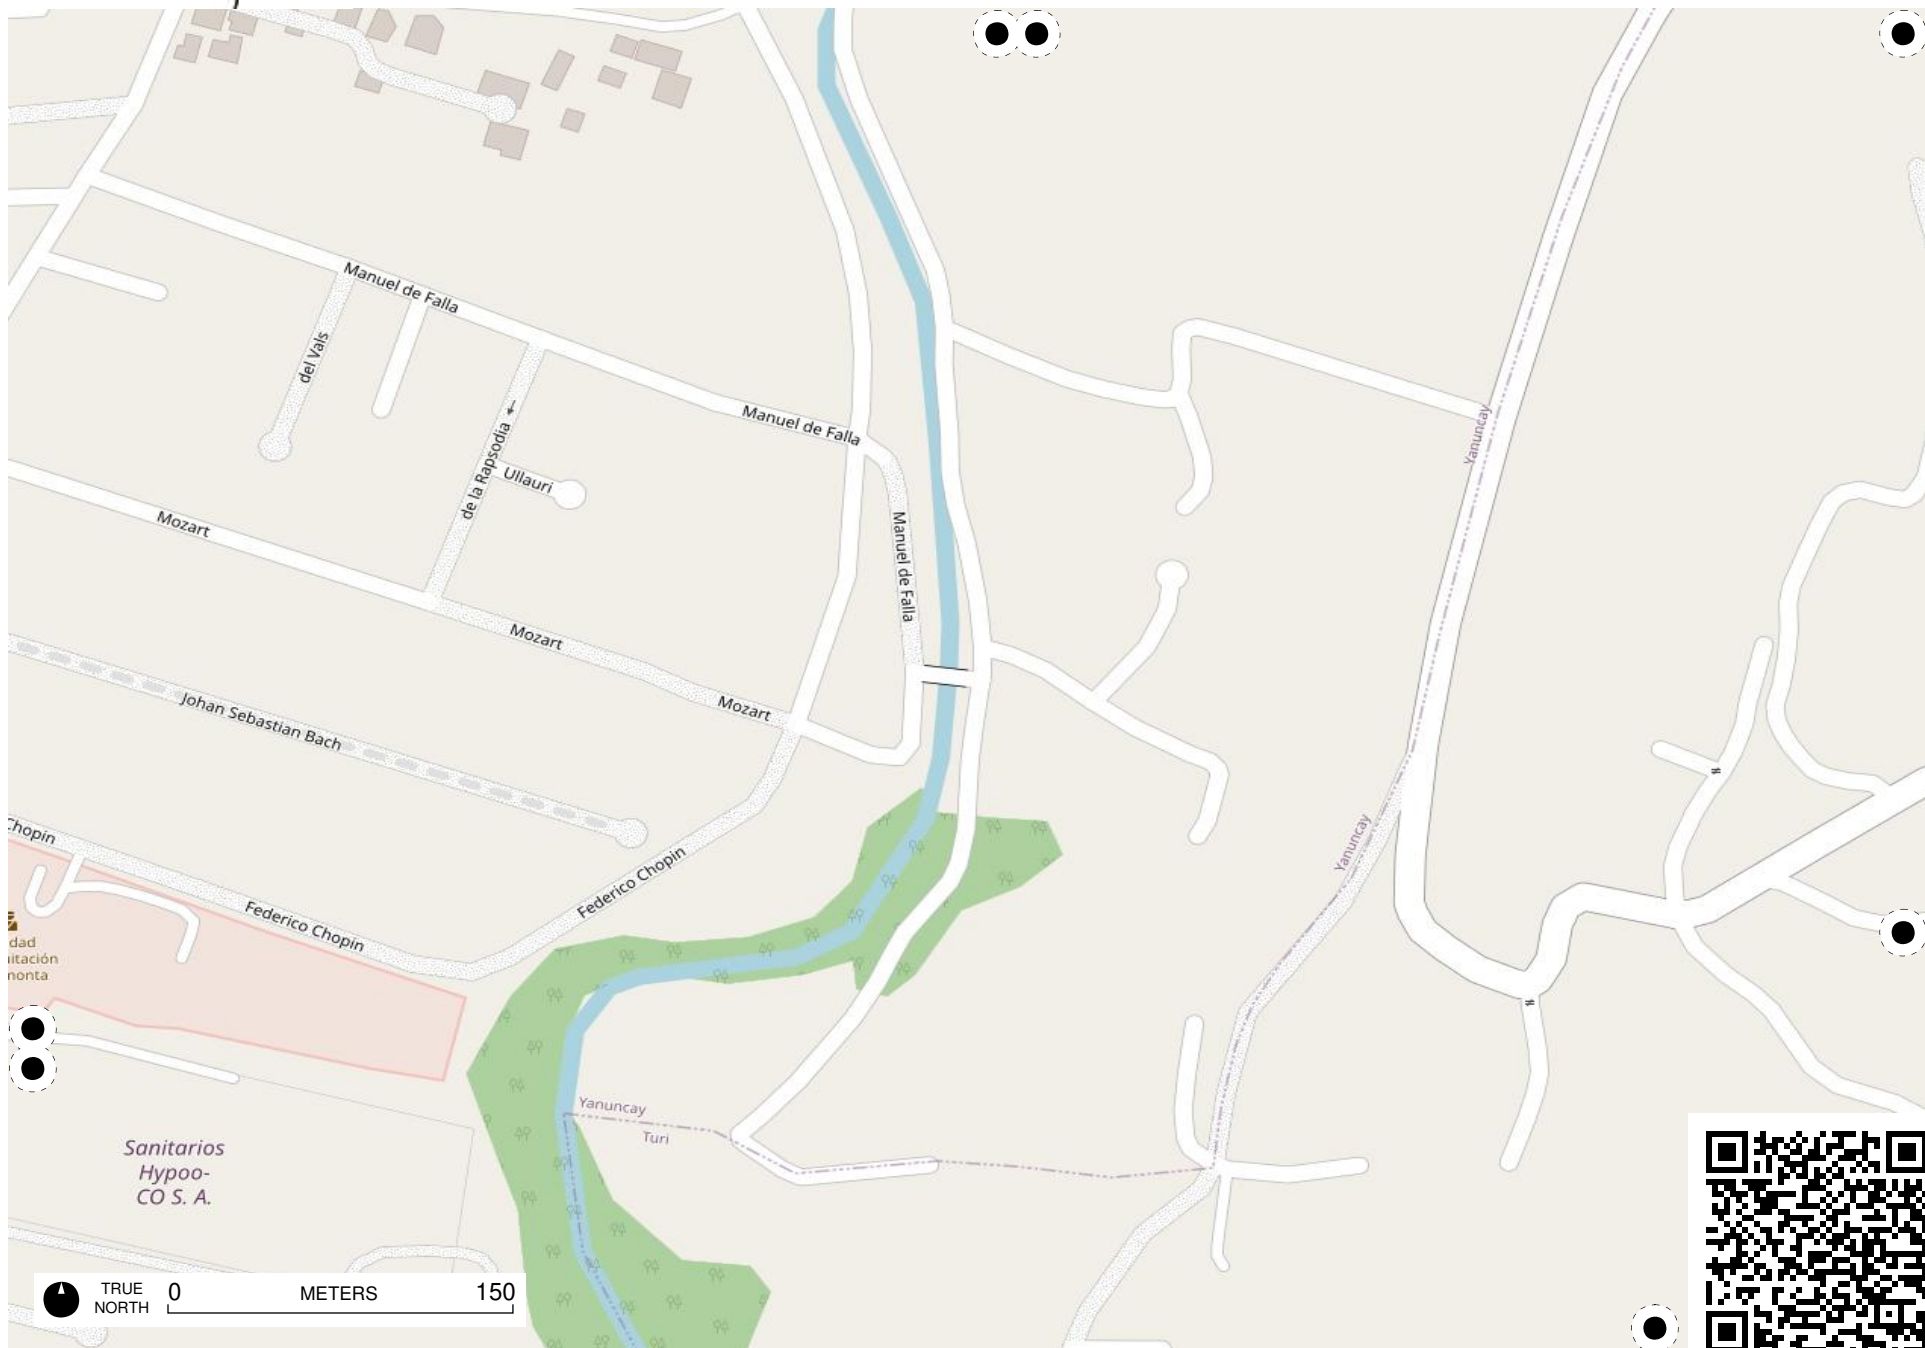 Manuel de Falla
del Vals
de la Rapsodia
Manuel de Falla
Ullauri
Yanuncay
Mozart
Manuel de Falla
Mozart
Mozart
Johan Sebastian Bach
Chopin
Federico Chopin
Yanuncay
Federico Chopin
dad
itación
monta
Yanuncay
Turi
Sanitarios
Hypoo-
CO S. A.
TRUE
NORTH
0 METERS 150